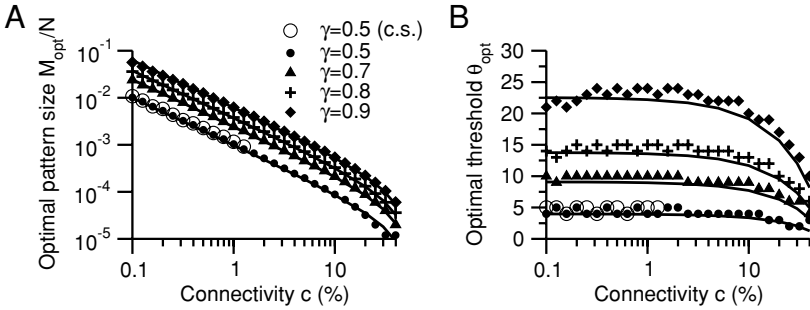 A
Optimal pattern size M_opt/N
10^-1
10^-2
10^-3
10^-4
10^-5
0.1
1
10
Connectivity c (%)
γ=0.5 (c.s.)
γ=0.5
γ=0.7
γ=0.8
γ=0.9
B
Optimal threshold θ_opt
30
25
20
15
10
5
0
0.1
1
10
Connectivity c (%)